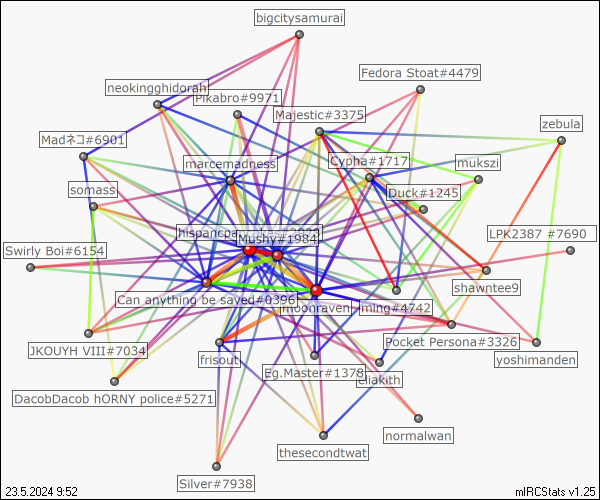 bigcitysamurai
Fedora Stoat#4479
neokingghidorah
Pikabro#9971
Majestic#3375
zebula
Madネコ#6901
marcemadness
Cypha#1717
mukszi
somass
Duck#1245
LPK2387 #7690
Mushy#1984
Swirly Boi#6154
shawntee9
Can anything be saved#0396
moonraven
ming#4742
Pocket Persona#3326
JKOUYH VIII#7034
frisout
yoshimanden
Eg.Master#1378
DacobDacob hORNY police#5271
normalwan
thesecondtwat
Silver#7938
23.5.2024 9:52
mIRCStats v1.25